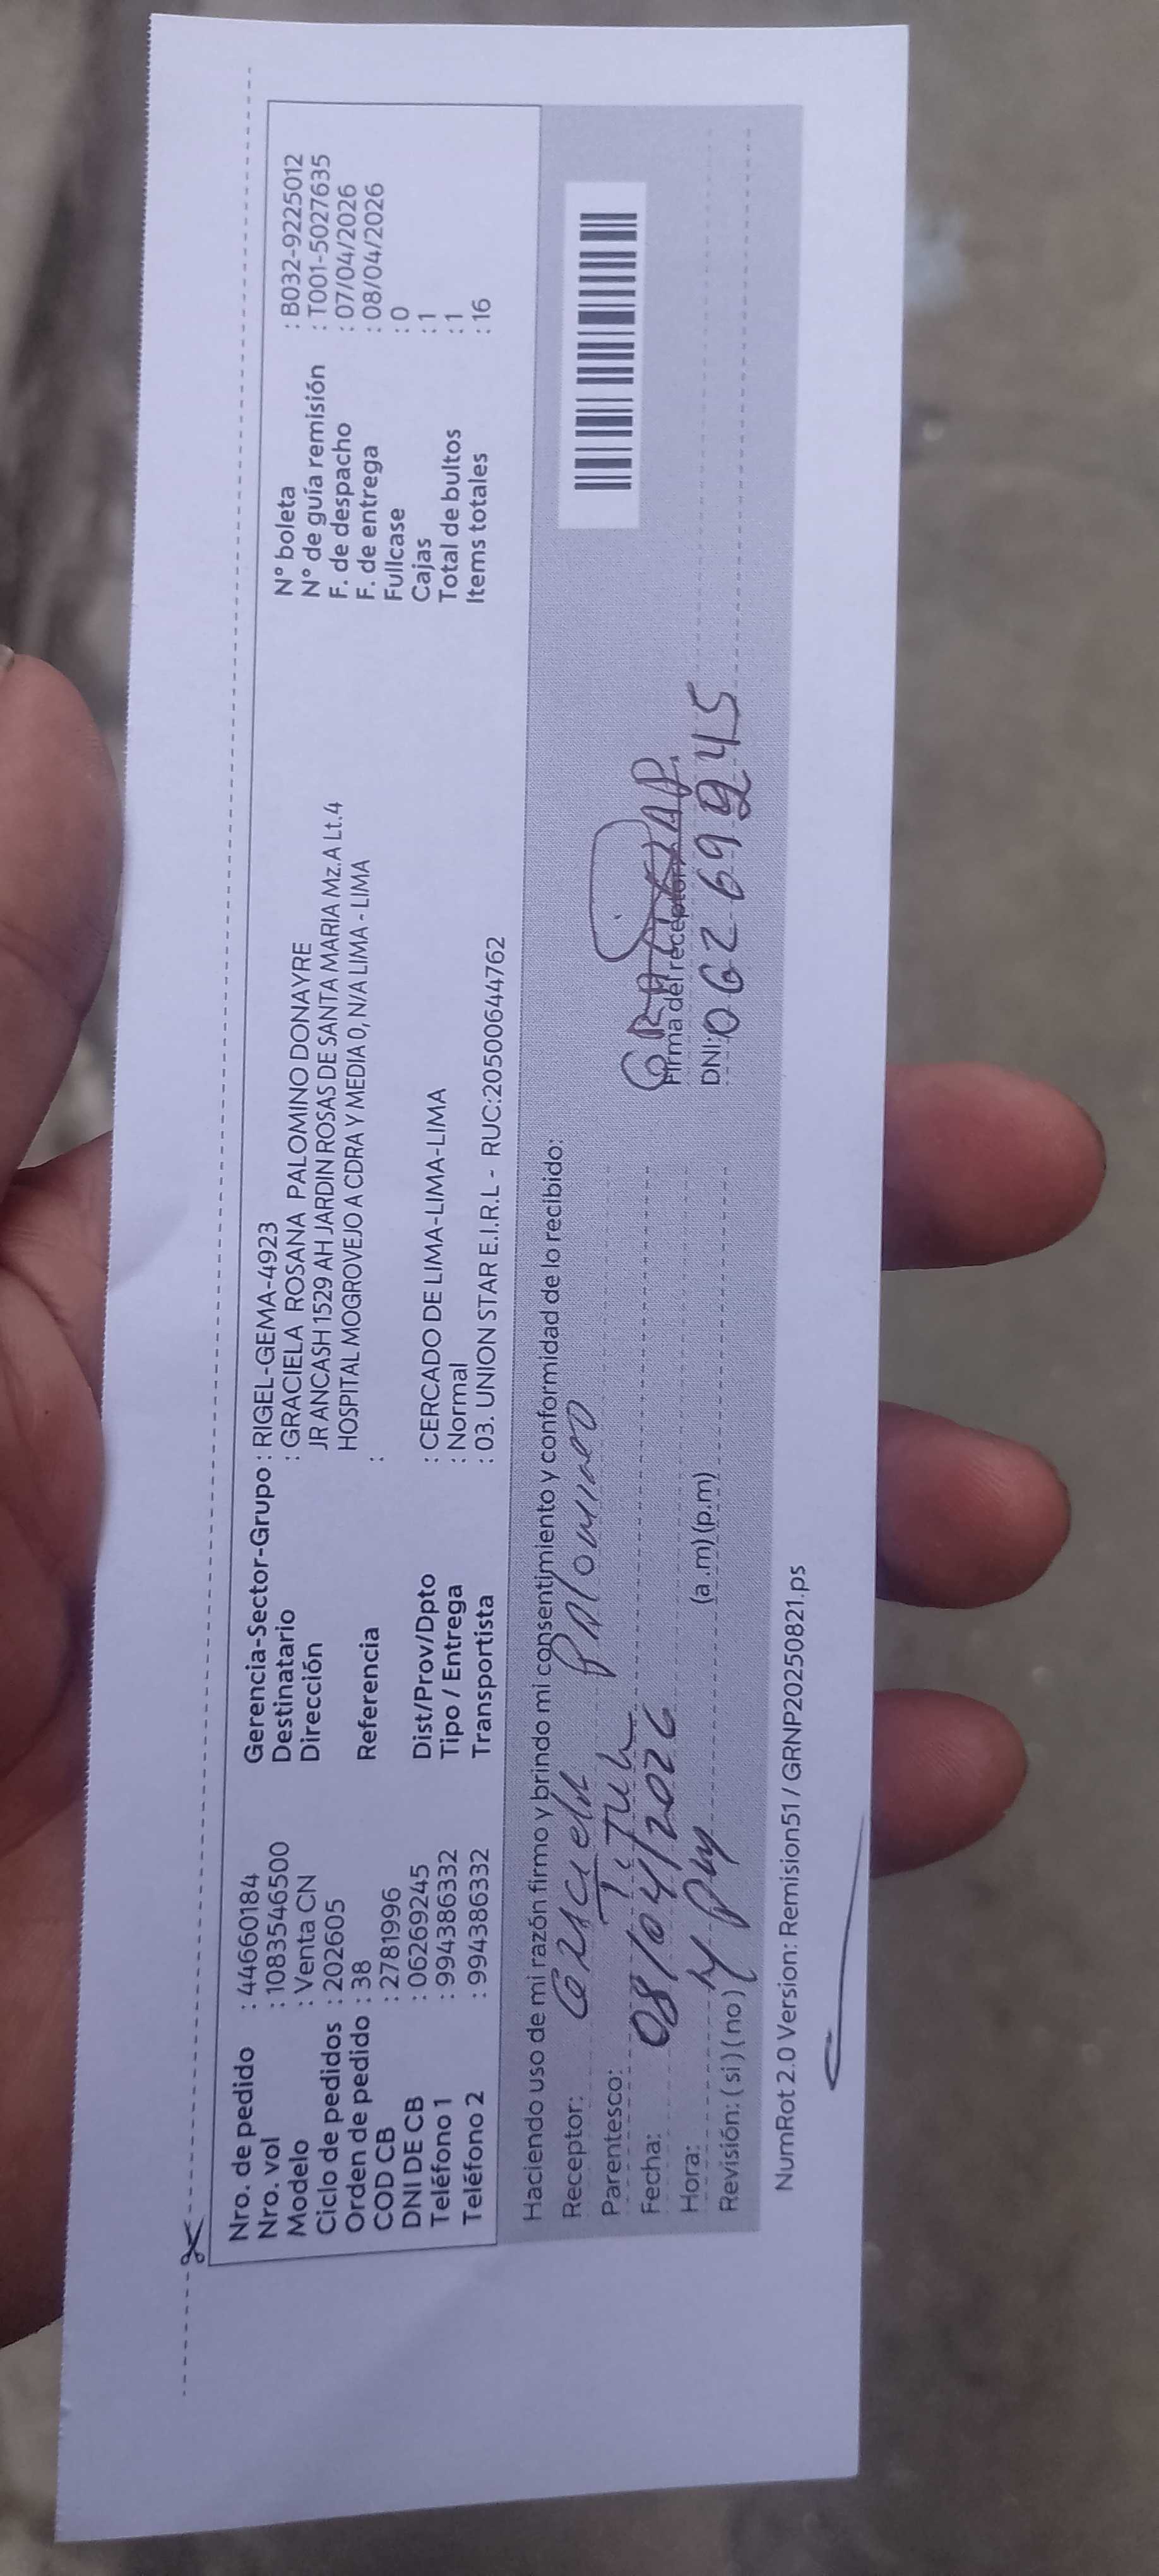 Nro. de pedido : 44660184
Nro. vol : 10835546500
Modelo : Venta CN
Ciclo de pedidos : 202605
Orden de pedido : 38
COD CB : 2781996
DNI DE CB : 06269245
Teléfono 1 : 994386332
Teléfono 2 : 994386332
Gerencia-Sector-Grupo : RIGEL-GEMA-4923
Destinatario : GRACIELA ROSANA PALOMINO DONAYRE
Dirección JR ANCASH 1529 AH JARDIN ROSAS DE SANTA MARIA Mz.A Lt.4
HOSPITAL MOGROVEJO A CDRA Y MEDIA 0, N/A LIMA - LIMA
Referencia :
Dist/Prov/Dpto : CERCADO DE LIMA-LIMA-LIMA
Tipo / Entrega : Normal
Transportista : 03. UNION STAR E.I.R.L - RUC:20500644762
N° boleta : B032-9225012
N° de guía remisión : T001-5027635
F. de despacho : 07/04/2026
F. de entrega : 08/04/2026
Fullcase : 0
Cajas : 1
Total de bultos : 1
Items totales : 16
Haciendo uso de mi razón firmo y brindo mi consentimiento y conformidad de lo recibido:
Receptor: Graciela Palomino
Parentesco: Titular
Fecha: 08/04/2026
Hora: 4 pm (a .m) (p.m)
Revisión: ( si ) ( no )
Firma del receptor
DNI: 06269245
NumRot 2.0 Version: Remision51 / GRNP20250821.ps